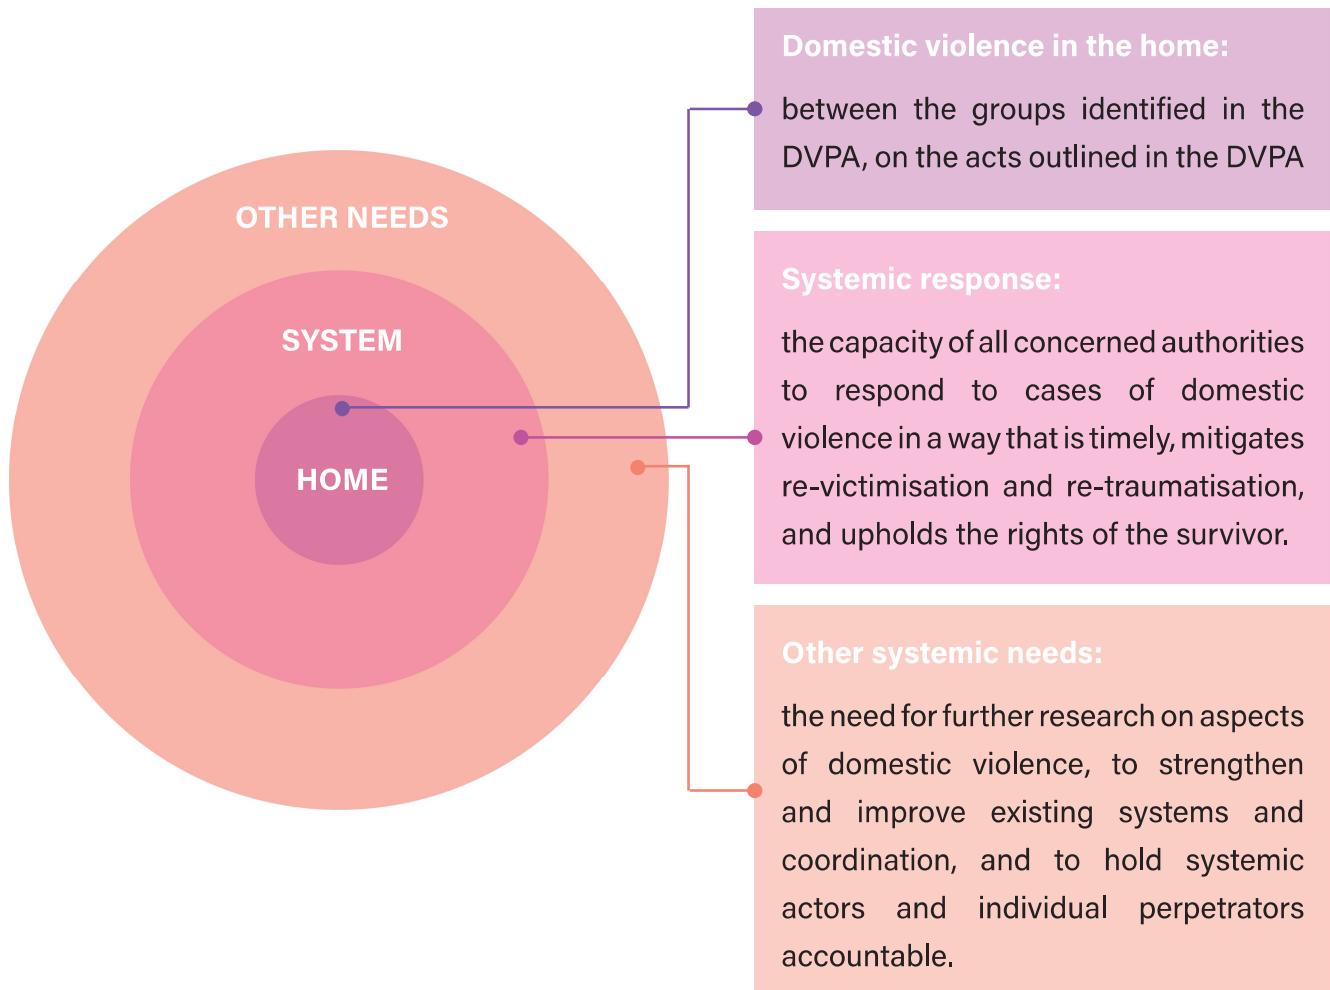 OTHER NEEDS
SYSTEM
HOME
Domestic violence in the home:
between the groups identified in the
DVPA, on the acts outlined in the DVPA
Systemic response:
the capacity of all concerned authorities
to respond to cases of domestic
violence in a way that is timely, mitigates
re-victimisation and re-traumatisation,
and upholds the rights of the survivor.
Other systemic needs:
the need for further research on aspects
of domestic violence, to strengthen
and improve existing systems and
coordination, and to hold systemic
actors and individual perpetrators
accountable.